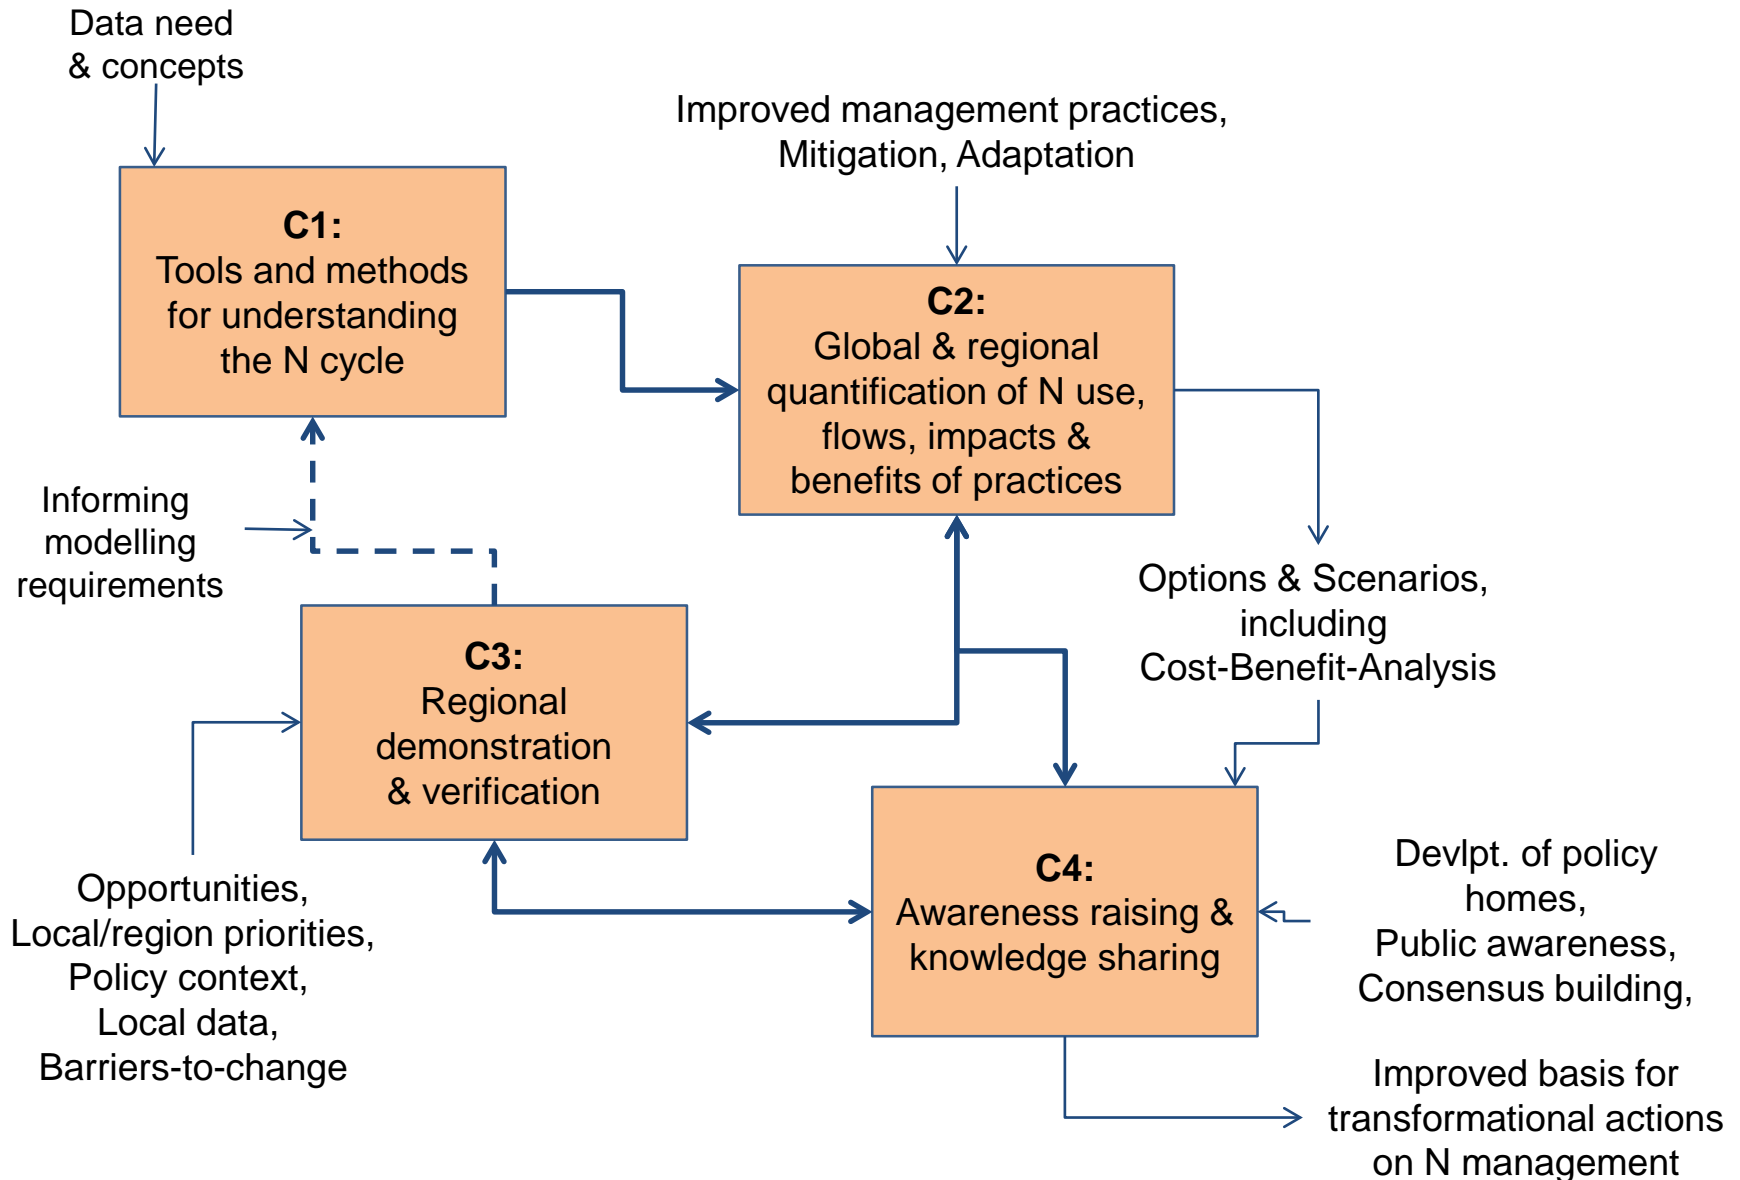 Data need
& concepts
Improved management practices,
Mitigation, Adaptation
C1:
Tools and methods
for understanding
the N cycle
C2:
Global & regional
quantification of N use,
flows, impacts &
benefits of practices
Informing
modelling
requirements
Options & Scenarios,
including
Cost-Benefit-Analysis
C3:
Regional
demonstration
& verification
Opportunities,
Local/region priorities,
Policy context,
Local data,
Barriers-to-change
C4:
Awareness raising &
knowledge sharing
Devlpt. of policy
homes,
Public awareness,
Consensus building,
Improved basis for
transformational actions
on N management